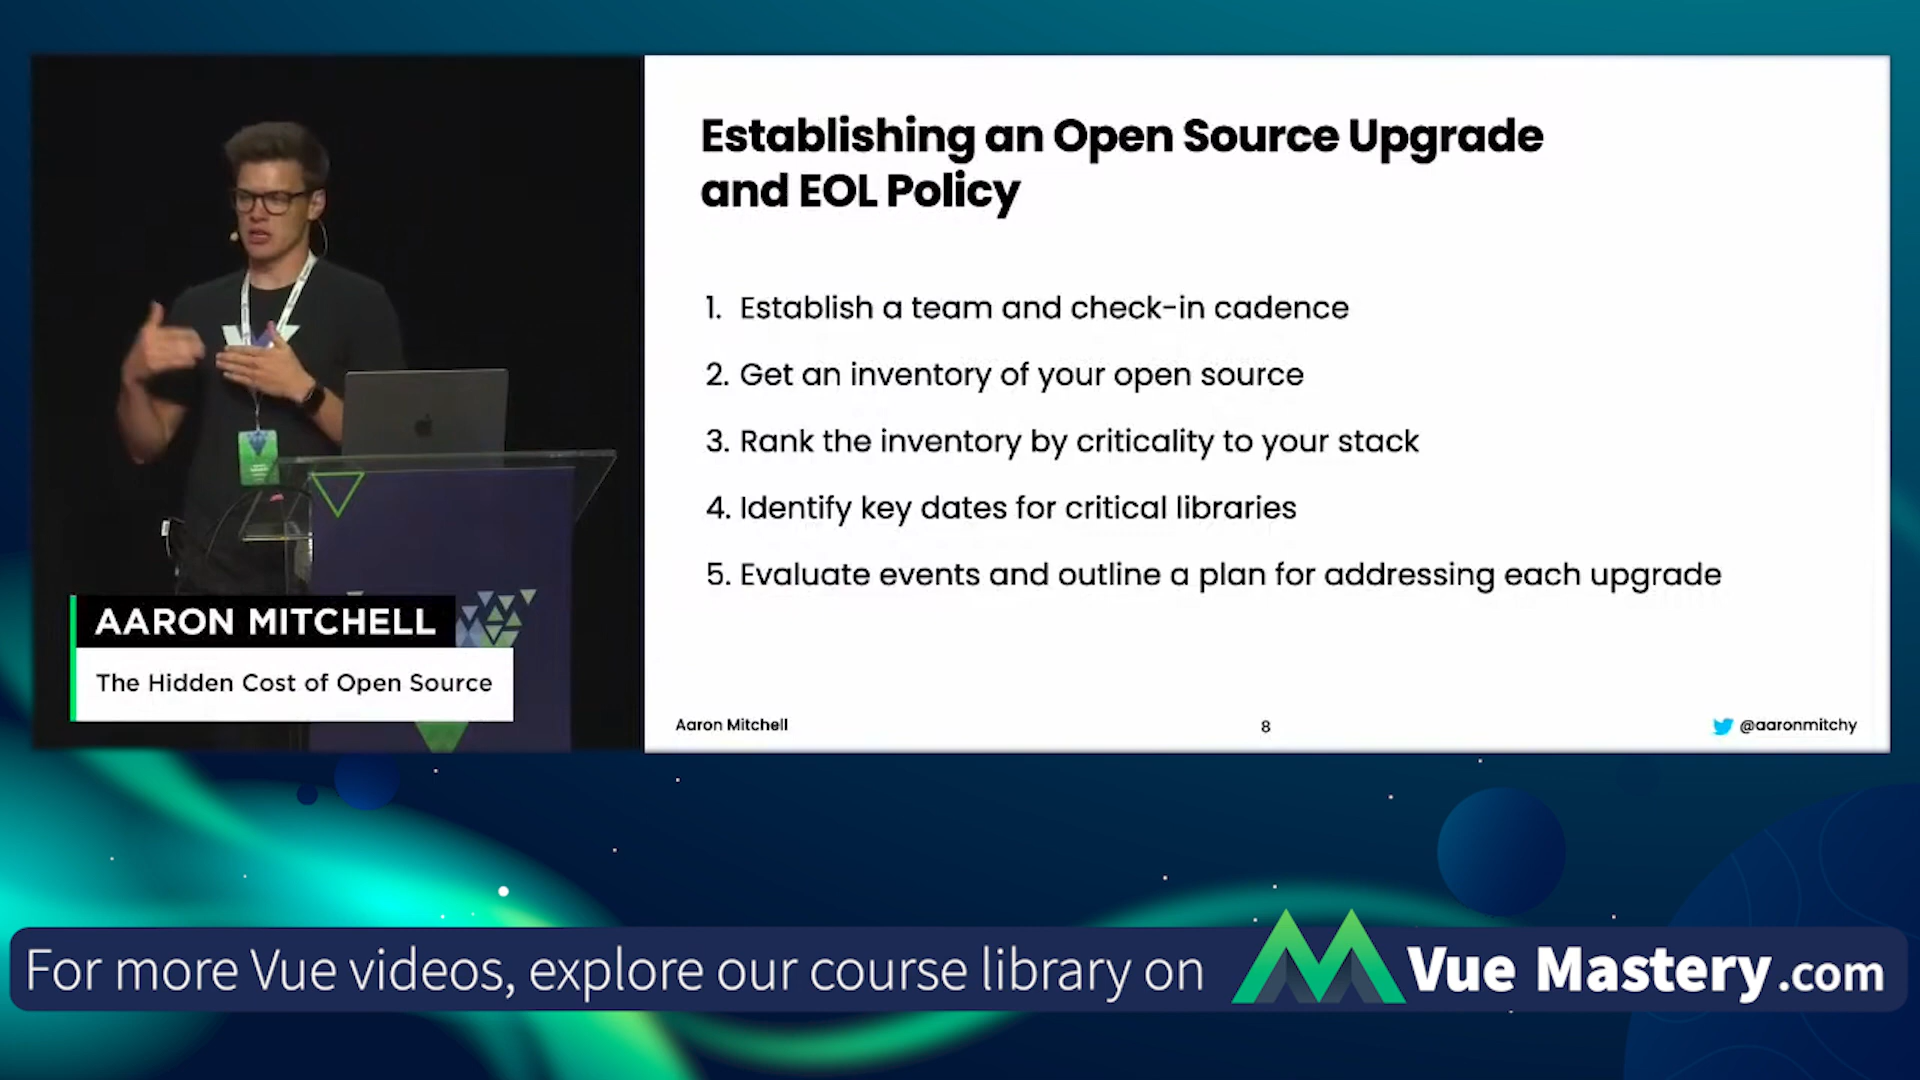 Establishing an Open Source Upgrade
and EOL Policy
1. Establish a team and check-in cadence
2. Get an inventory of your open source
3. Rank the inventory by criticality to your stack
4. Identify key dates for critical libraries
5. Evaluate events and outline a plan for addressing each upgrade
AARON MITCHELL
The Hidden Cost of Open Source
Aaron Mitchell
8
@aaronmitchy
For more Vue videos, explore our course library on Vue Mastery.com